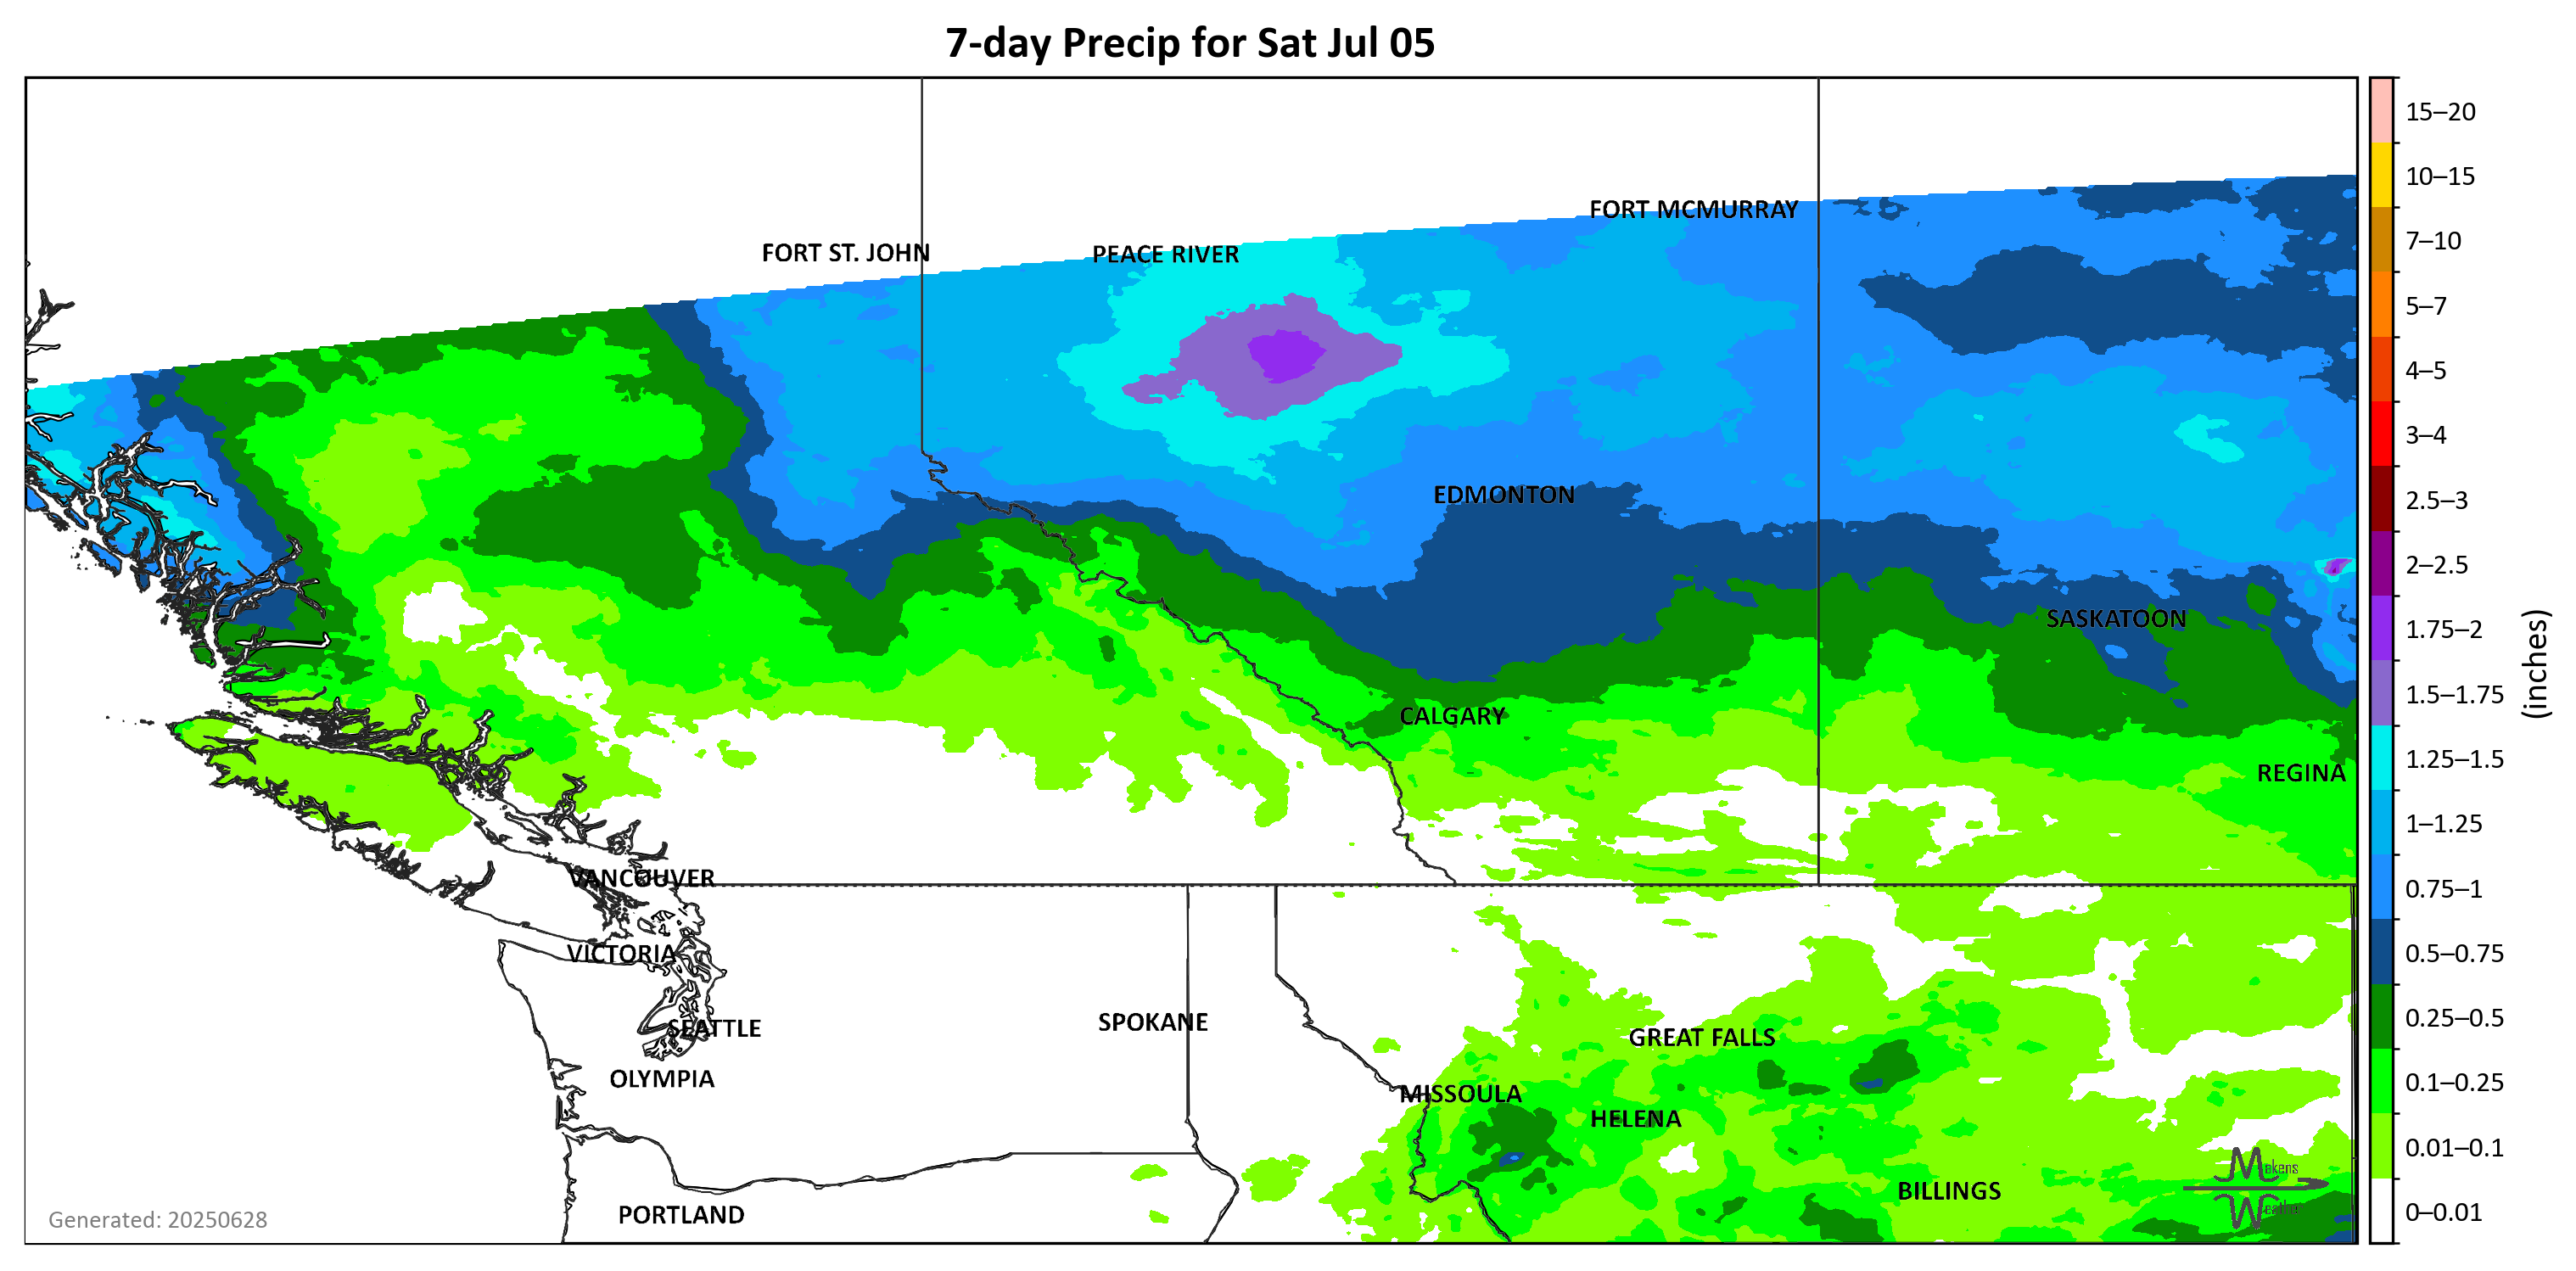 7-day Precip for Sat Jul 05
15–20
10–15
7–10
5–7
4–5
3–4
2.5–3
2–2.5
1.75–2
1.5–1.75
1.25–1.5
1–1.25
0.75–1
0.5–0.75
0.25–0.5
0.1–0.25
0.01–0.1
0–0.01
(inches)
FORT MCMURRAY
FORT ST. JOHN
PEACE RIVER
EDMONTON
SASKATOON
CALGARY
REGINA
VANCOUVER
VICTORIA
SEATTLE
SPOKANE
GREAT FALLS
OLYMPIA
MISSOULA
HELENA
BILLINGS
PORTLAND
Makens
Weather
Generated: 20250628